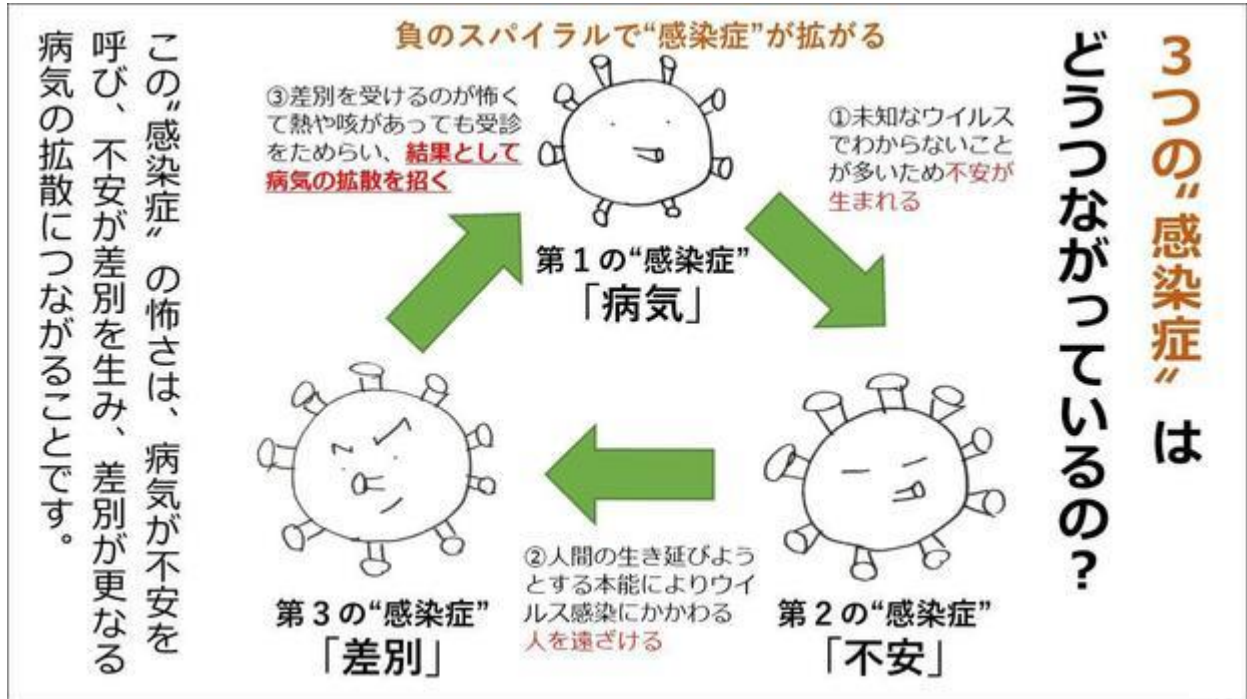 3つの“感染症”は
どうつながっているの?
負のスパイラルで“感染症”が拡がる
①未知なウイルス
でわからないこと
が多いため不安が
生まれる
第1の“感染症”
「病気」
③差別を受けるのが怖く
て熱や咳があっても受診
をためらい、結果として
病気の拡散を招く
第2の“感染症”
「不安」
②人間の生き延びよう
とする本能によりウイ
ルス感染にかかわる
人を遠ざける
第3の“感染症”
「差別」
この“感染症”の怖さは、病気が不安を
呼び、不安が差別を生み、差別が更なる
病気の拡散につながることです。